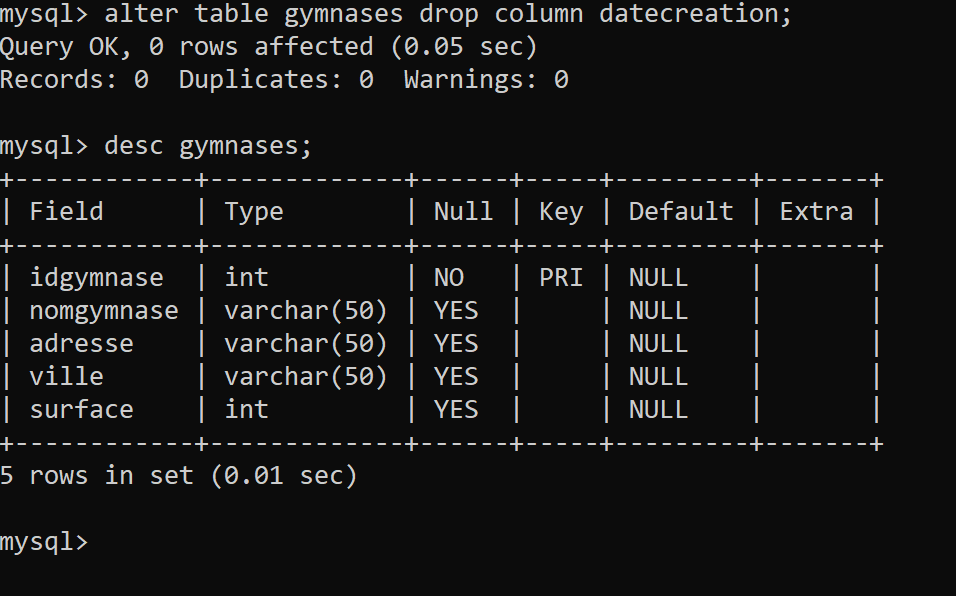 mysql> alter table gymnases drop column datecreation;
Query OK, 0 rows affected (0.05 sec)
Records: 0  Duplicates: 0  Warnings: 0

mysql> desc gymnases;
+------------+-------------+------+-----+---------+-------+
| Field      | Type        | Null | Key | Default | Extra |
+------------+-------------+------+-----+---------+-------+
| idgymnase  | int         | NO   | PRI | NULL    |       |
| nomgymnase | varchar(50) | YES  |     | NULL    |       |
| adresse    | varchar(50) | YES  |     | NULL    |       |
| ville      | varchar(50) | YES  |     | NULL    |       |
| surface    | int         | YES  |     | NULL    |       |
+------------+-------------+------+-----+---------+-------+
5 rows in set (0.01 sec)

mysql>